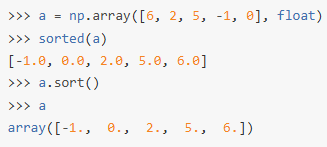 >>> a = np.array([6, 2, 5, -1, 0], float)
>>> sorted(a)
[-1.0, 0.0, 2.0, 5.0, 6.0]
>>> a.sort()
>>> a
array([-1., 0., 2., 5., 6.])